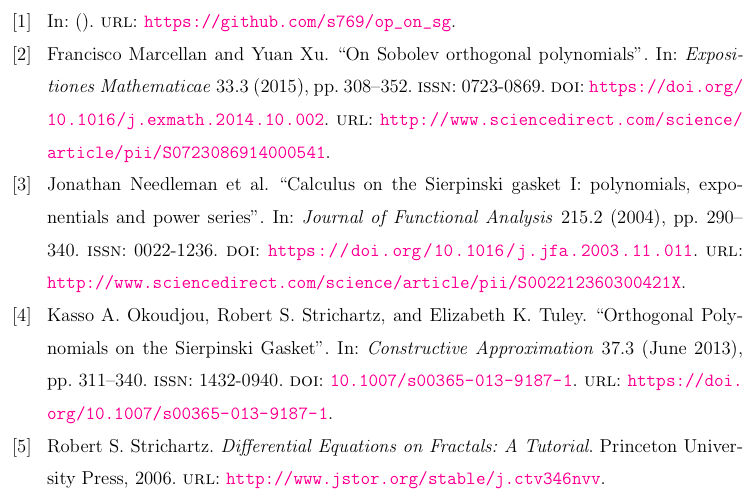 [1] In: (). URL: https://github.com/s769/op_on_sg.
[2] Francisco Marcellan and Yuan Xu. “On Sobolev orthogonal polynomials”. In: Exposi-
tiones Mathematicae 33.3 (2015), pp. 308–352. ISSN: 0723-0869. DOI: https://doi.org/
10.1016/j.exmath.2014.10.002. URL: http://www.sciencedirect.com/science/
article/pii/S0723086914000541.
[3] Jonathan Needleman et al. “Calculus on the Sierpinski gasket I: polynomials, expo-
nentials and power series”. In: Journal of Functional Analysis 215.2 (2004), pp. 290–
340. ISSN: 0022-1236. DOI: https://doi.org/10.1016/j.jfa.2003.11.011. URL:
http://www.sciencedirect.com/science/article/pii/S002212360300421X.
[4] Kasso A. Okoudjou, Robert S. Strichartz, and Elizabeth K. Tuley. “Orthogonal Poly-
nomials on the Sierpinski Gasket”. In: Constructive Approximation 37.3 (June 2013),
pp. 311–340. ISSN: 1432-0940. DOI: 10.1007/s00365-013-9187-1. URL: https://doi.
org/10.1007/s00365-013-9187-1.
[5] Robert S. Strichartz. Differential Equations on Fractals: A Tutorial. Princeton Univer-
sity Press, 2006. URL: http://www.jstor.org/stable/j.ctv346nvv.